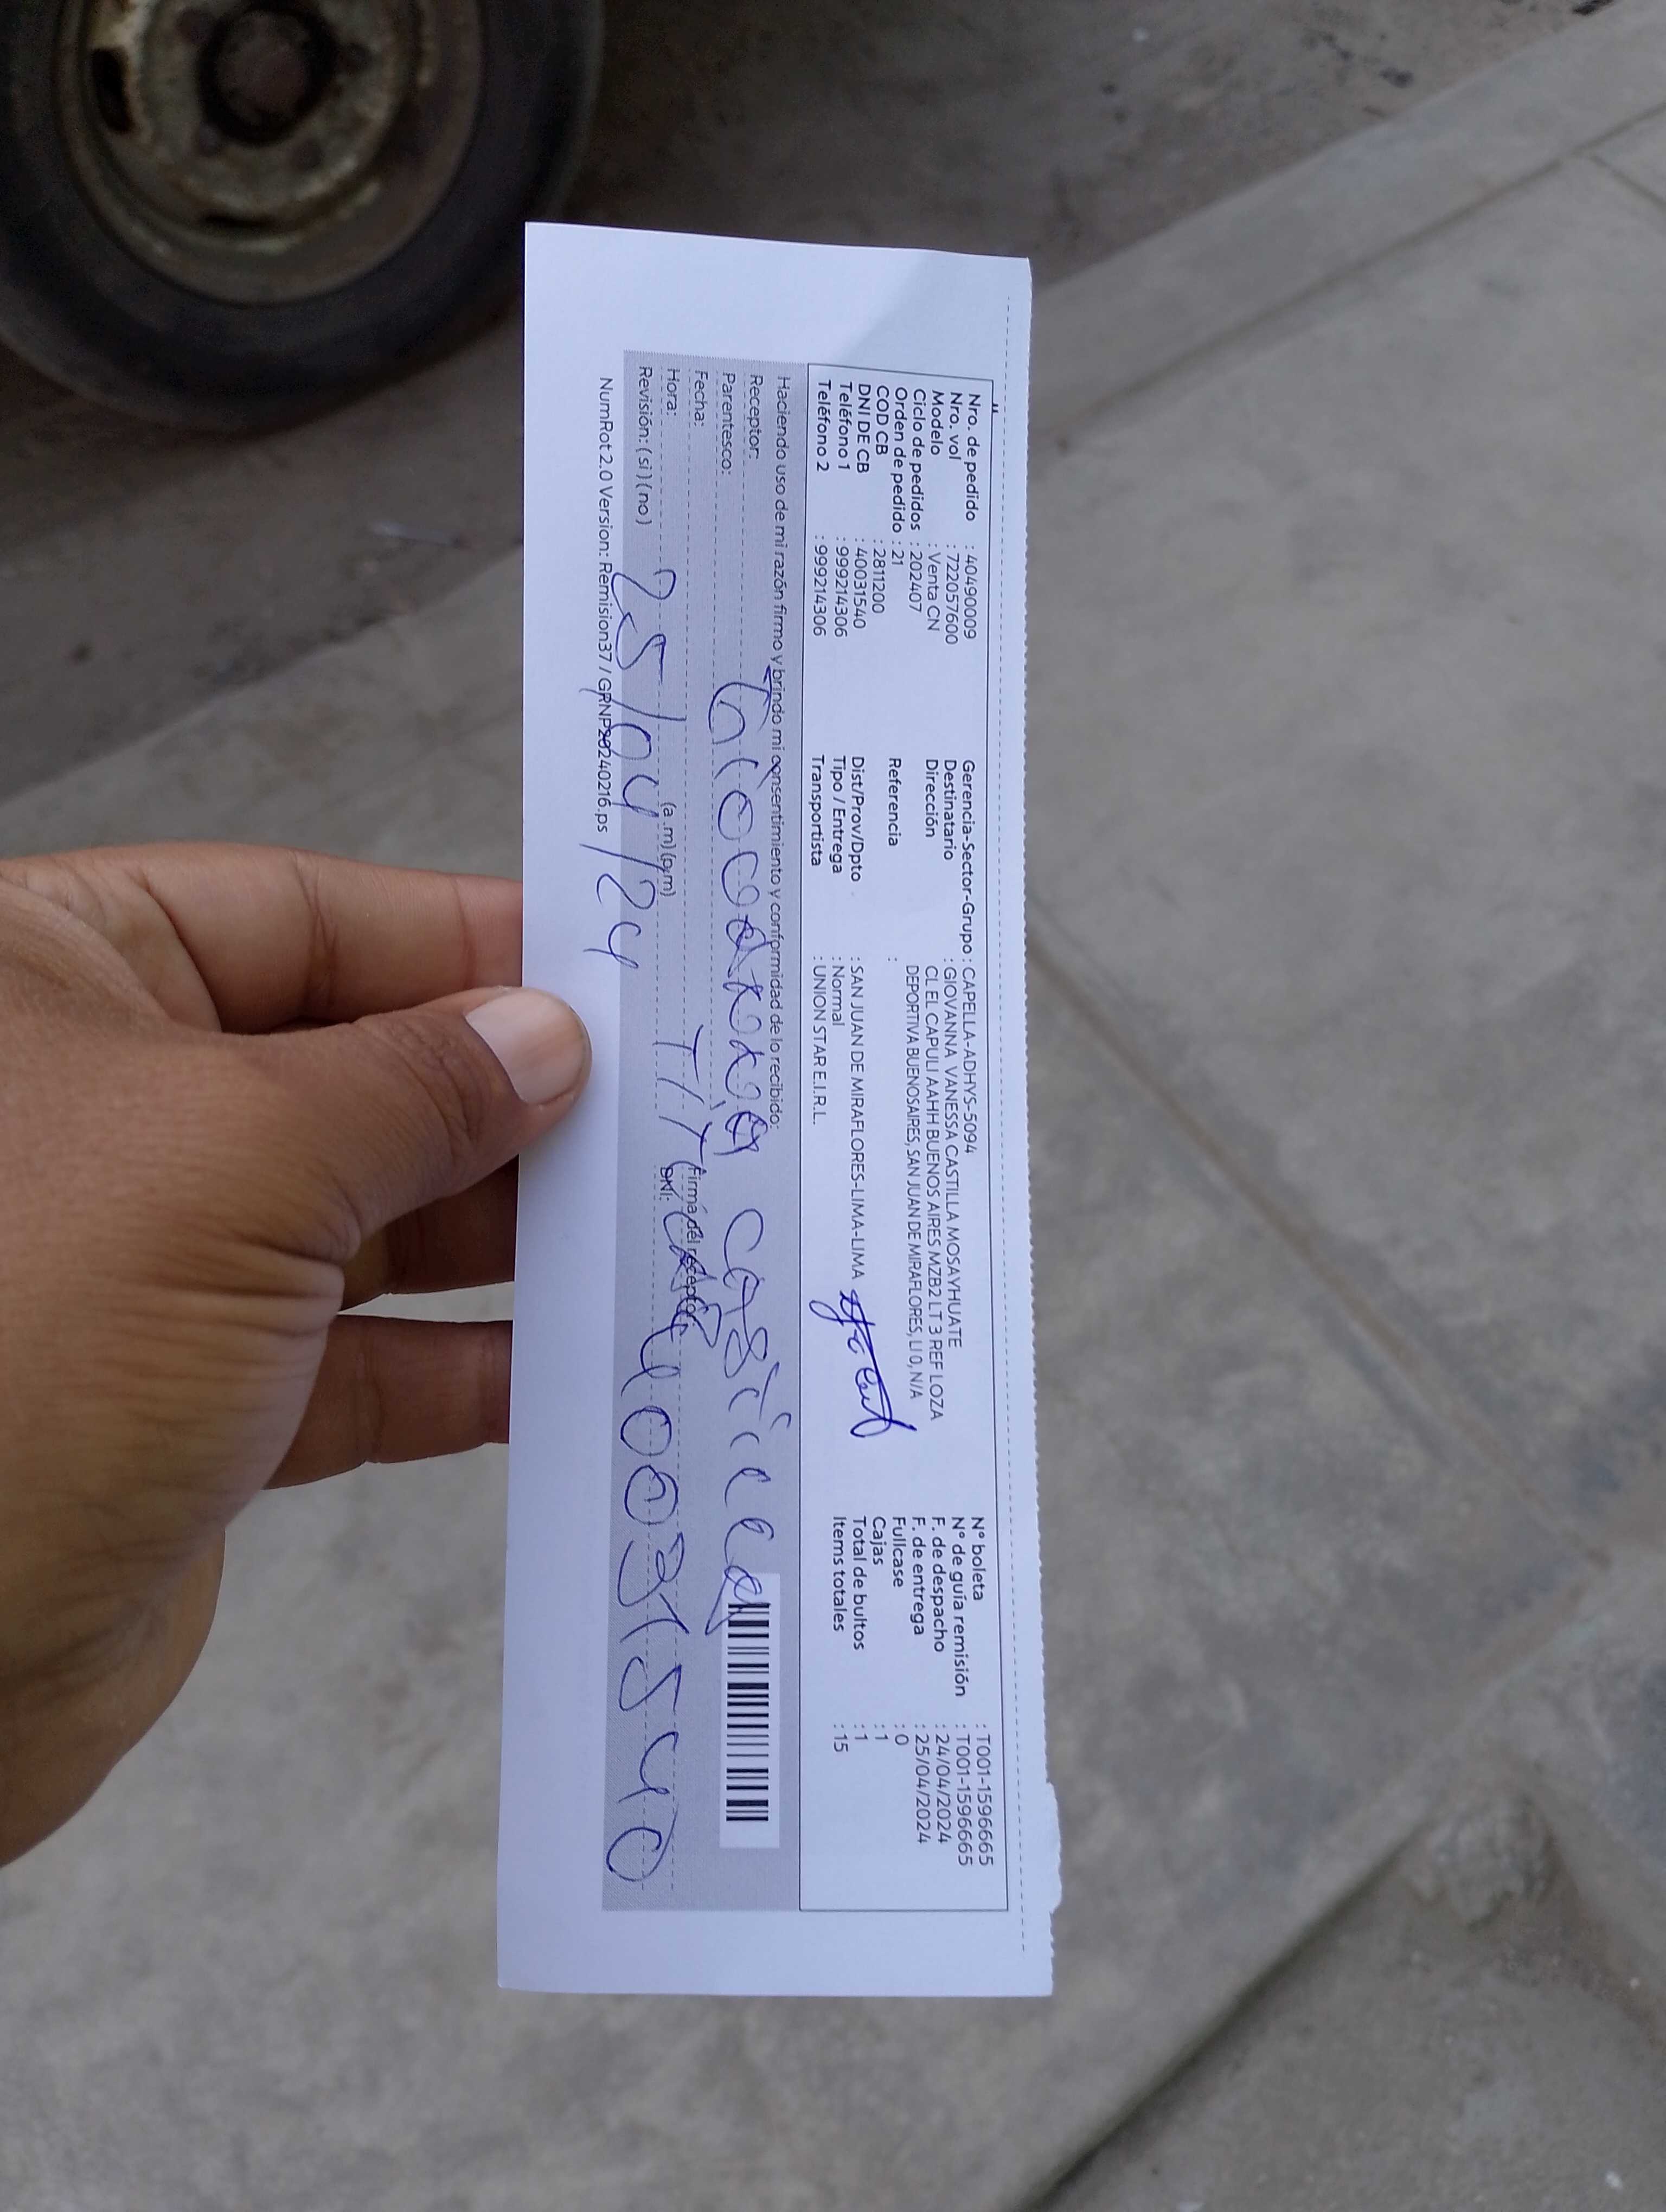 Nro. de pedido : 40490009
Nro. vol : 722057600
Modelo : Venta CN
Ciclo de pedidos : 202407
Orden de pedido : 21
COD CB : 2811200
DNI DE CB : 40031540
Teléfono 1 : 999214306
Teléfono 2 : 999214306
Gerencia-Sector-Grupo : CAPELLA-ADHVS-5094
Destinatario : GIOVANNA VANESSA CASTILLA MOSAYHUATE
Dirección CL EL CAPULI AAHH BUENOS AIRES MZB2 LT 3 REF LOZA
DEPORTIVA BUENOSAIRES, SAN JUAN DE MIRAFLORES, LI 0, N/A
Referencia :
Dist/Prov/Dpto : SAN JUAN DE MIRAFLORES-LIMA-LIMA
Tipo / Entrega : Normal
Transportista : UNION STAR E.I.R.L.
N° boleta : T001-1596665
N° de guía remisión : T001-1596665
F. de despacho : 24/04/2024
F. de entrega : 25/04/2024
Fullcase : 0
Cajas : 1
Total de bultos : 1
Items totales : 15
Haciendo uso de mi razón firmo y brindo mi consentimiento y conformidad de lo recibido:
Receptor:
Parentesco:
Fecha:
Hora: (a .m) (p.m)
Revisión: (si) (no)
Firma del receptor:
DNI:
25/04/24
40031540
NumRot 2.0 Version: Remision37 / GRNP20240216.ps